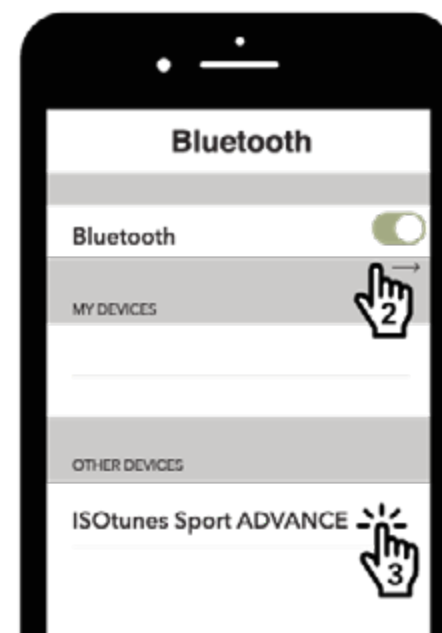 Bluetooth
Bluetooth
2
MY DEVICES
OTHER DEVICES
ISOtunes Sport ADVANCE
3